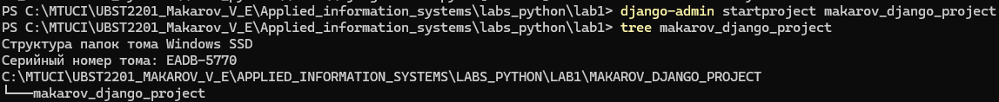 PS C:\MTUCI\UBST2201_Makarov_V_E\Applied_information_systems\labs_python\lab1> django-admin startproject makarov_django_project
PS C:\MTUCI\UBST2201_Makarov_V_E\Applied_information_systems\labs_python\lab1> tree makarov_django_project
Структура папок тома Windows SSD
Серийный номер тома: EADB-5770
C:\MTUCI\UBST2201_MAKAROV_V_E\APPLIED_INFORMATION_SYSTEMS\LABS_PYTHON\LAB1\MAKAROV_DJANGO_PROJECT
└───makarov_django_project